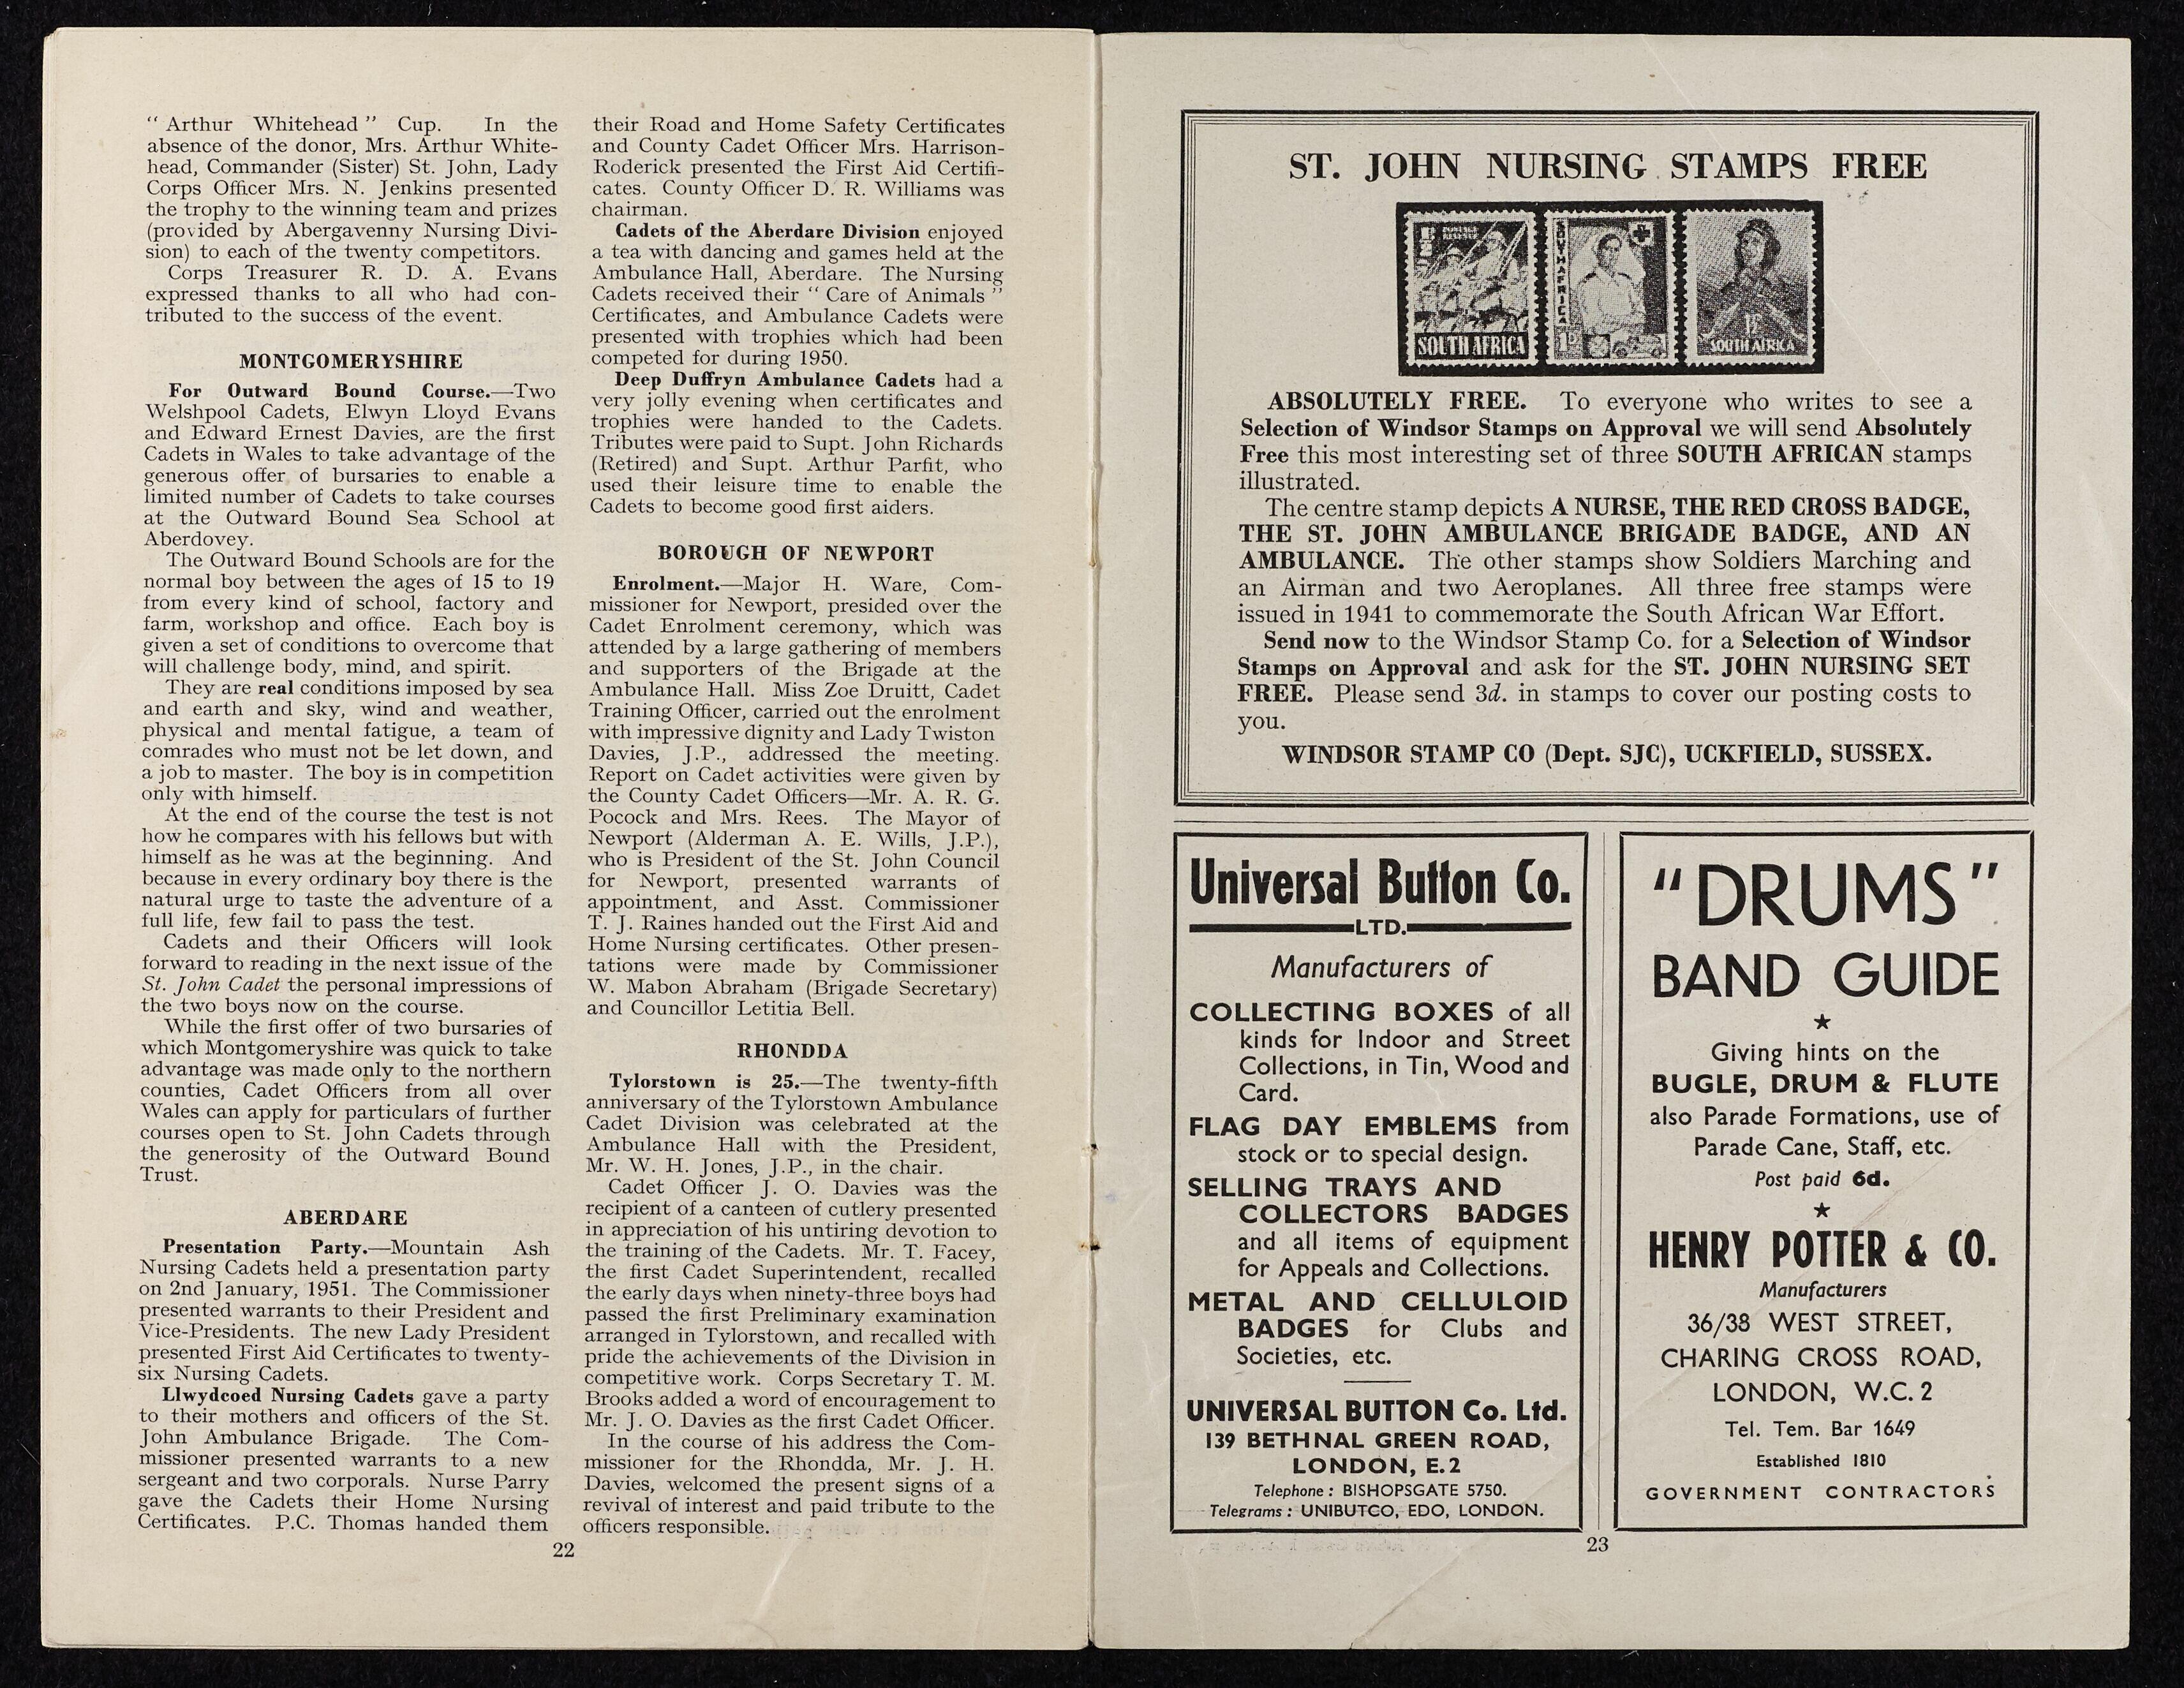 “ Arthur Whitehead ” Cup. In the
absence of the donor, Mrs. Arthur White-
head, Commander (Sister) St. John, Lady
Corps Officer Mrs. N. Jenkins presented
the trophy to the winning team and prizes
(provided by Abergavenny Nursing Divi-
sion) to each of the twenty competitors.
Corps Treasurer R. D. A. Evans
expressed thanks to all who had con-
tributed to the success of the event.
MONTGOMERYSHIRE
For Outward Bound Course.—Two
Welshpool Cadets, Elwyn Lloyd Evans
and Edward Ernest Davies, are the first
Cadets in Wales to take advantage of the
generous offer of bursaries to enable a
limited number of Cadets to take courses
at the Outward Bound Sea School at
Aberdovey.
The Outward Bound Schools are for the
normal boy between the ages of 15 to 19
from every kind of school, factory and
farm, workshop and office. Each boy is
given a set of conditions to overcome that
will challenge body, mind, and spirit.
They are real conditions imposed by sea
and earth and sky, wind and weather,
physical and mental fatigue, a team of
comrades who must not be let down, and
a job to master. The boy is in competition
only with himself.
At the end of the course the test is not
how he compares with his fellows but with
himself as he was at the beginning. And
because in every ordinary boy there is the
natural urge to taste the adventure of a
full life, few fail to pass the test.
Cadets and their Officers will look
forward to reading in the next issue of the
St. John Cadet the personal impressions of
the two boys now on the course.
While the first offer of two bursaries of
which Montgomeryshire was quick to take
advantage was made only to the northern
counties, Cadet Officers from all over
Wales can apply for particulars of further
courses open to St. John Cadets through
the generosity of the Outward Bound
Trust.
ABERDARE
Presentation Party.—Mountain Ash
Nursing Cadets held a presentation party
on 2nd January, 1951. The Commissioner
presented warrants to their President and
Vice-Presidents. The new Lady President
presented First Aid Certificates to twenty-
six Nursing Cadets.
Llwydcoed Nursing Cadets gave a party
to their mothers and officers of the St.
John Ambulance Brigade. The Com-
missioner presented warrants to a new
sergeant and two corporals. Nurse Parry
gave the Cadets their Home Nursing
Certificates. P.C. Thomas handed them
their Road and Home Safety Certificates
and County Cadet Officer Mrs. Harrison-
Roderick presented the First Aid Certifi-
cates. County Officer D. R. Williams was
chairman.
Cadets of the Aberdare Division enjoyed
a tea with dancing and games held at the
Ambulance Hall, Aberdare. The Nursing
Cadets received their “ Care of Animals ”
Certificates, and Ambulance Cadets were
presented with trophies which had been
competed for during 1950.
Deep Duffryn Ambulance Cadets had a
very jolly evening when certificates and
trophies were handed to the Cadets.
Tributes were paid to Supt. John Richards
(Retired) and Supt. Arthur Parfit, who
used their leisure time to enable the
Cadets to become good first aiders.
BOROUGH OF NEWPORT
Enrolment.—Major H. Ware, Com-
missioner for Newport, presided over the
Cadet Enrolment ceremony, which was
attended by a large gathering of members
and supporters of the Brigade at the
Ambulance Hall. Miss Zoe Druitt, Cadet
Training Officer, carried out the enrolment
with impressive dignity and Lady Twiston
Davies, J.P., addressed the meeting.
Report on Cadet activities were given by
the County Cadet Officers—Mr. A. R. G.
Pocock and Mrs. Rees. The Mayor of
Newport (Alderman A. E. Wills, J.P.),
who is President of the St. John Council
for Newport, presented warrants of
appointment, and Asst. Commissioner
T. J. Raines handed out the First Aid and
Home Nursing certificates. Other presen-
tations were made by Commissioner
W. Mabon Abraham (Brigade Secretary)
and Councillor Letitia Bell.
RHONDDA
Tylorstown is 25.—The twenty-fifth
anniversary of the Tylorstown Ambulance
Cadet Division was celebrated at the
Ambulance Hall with the President,
Mr. W. H. Jones, J.P., in the chair.
Cadet Officer J. O. Davies was the
recipient of a canteen of cutlery presented
in appreciation of his untiring devotion to
the training of the Cadets. Mr. T. Facey,
the first Cadet Superintendent, recalled
the early days when ninety-three boys had
passed the first Preliminary examination
arranged in Tylorstown, and recalled with
pride the achievements of the Division in
competitive work. Corps Secretary T. M.
Brooks added a word of encouragement to
Mr. J. O. Davies as the first Cadet Officer.
In the course of his address the Com-
missioner for the Rhondda, Mr. J. H.
Davies, welcomed the present signs of a
revival of interest and paid tribute to the
officers responsible.
22
ST. JOHN NURSING STAMPS FREE
SOUTH AFRICA
SOUTH AFRICA
1D
SOUTH AFRICA
ABSOLUTELY FREE. To everyone who writes to see a
Selection of Windsor Stamps on Approval we will send Absolutely
Free this most interesting set of three SOUTH AFRICAN stamps
illustrated.
The centre stamp depicts A NURSE, THE RED CROSS BADGE,
THE ST. JOHN AMBULANCE BRIGADE BADGE, AND AN
AMBULANCE. The other stamps show Soldiers Marching and
an Airman and two Aeroplanes. All three free stamps were
issued in 1941 to commemorate the South African War Effort.
Send now to the Windsor Stamp Co. for a Selection of Windsor
Stamps on Approval and ask for the ST. JOHN NURSING SET
FREE. Please send 3d. in stamps to cover our posting costs to
you.
WINDSOR STAMP CO (Dept. SJC), UCKFIELD, SUSSEX.
Universal Button Co.
LTD.
Manufacturers of
COLLECTING BOXES of all
kinds for Indoor and Street
Collections, in Tin, Wood and
Card.
FLAG DAY EMBLEMS from
stock or to special design.
SELLING TRAYS AND
COLLECTORS BADGES
and all items of equipment
for Appeals and Collections.
METAL AND CELLULOID
BADGES for Clubs and
Societies, etc.
UNIVERSAL BUTTON Co. Ltd.
139 BETHNAL GREEN ROAD,
LONDON, E.2
Telephone : BISHOPSGATE 5750.
Telegrams : UNIBUTCO, EDO, LONDON.
“DRUMS”
BAND GUIDE
Giving hints on the
BUGLE, DRUM & FLUTE
also Parade Formations, use of
Parade Cane, Staff, etc.
Post paid 6d.
HENRY POTTER & CO.
Manufacturers
36/38 WEST STREET,
CHARING CROSS ROAD,
LONDON, W.C. 2
Tel. Tem. Bar 1649
Established 1810
GOVERNMENT CONTRACTORS
23